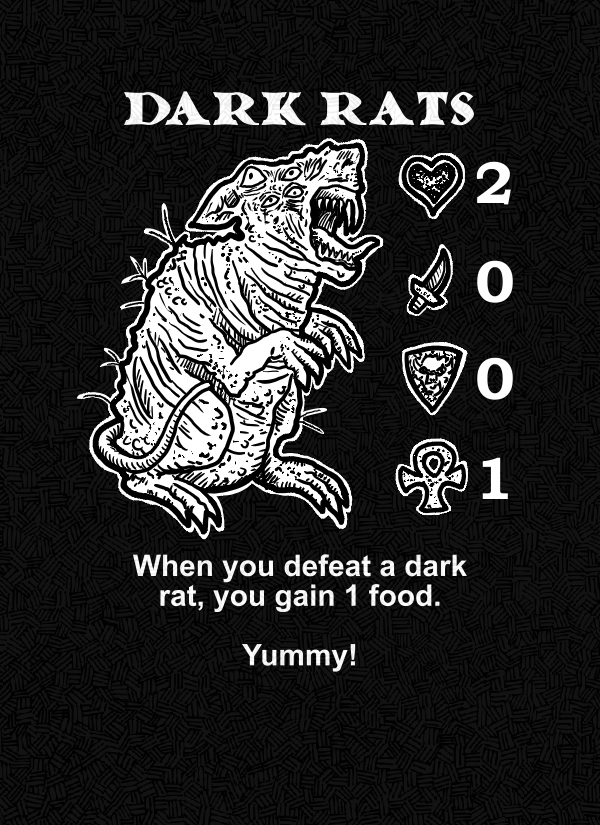 DARK RATS
2
0
0
1
When you defeat a dark
rat, you gain 1 food.
Yummy!